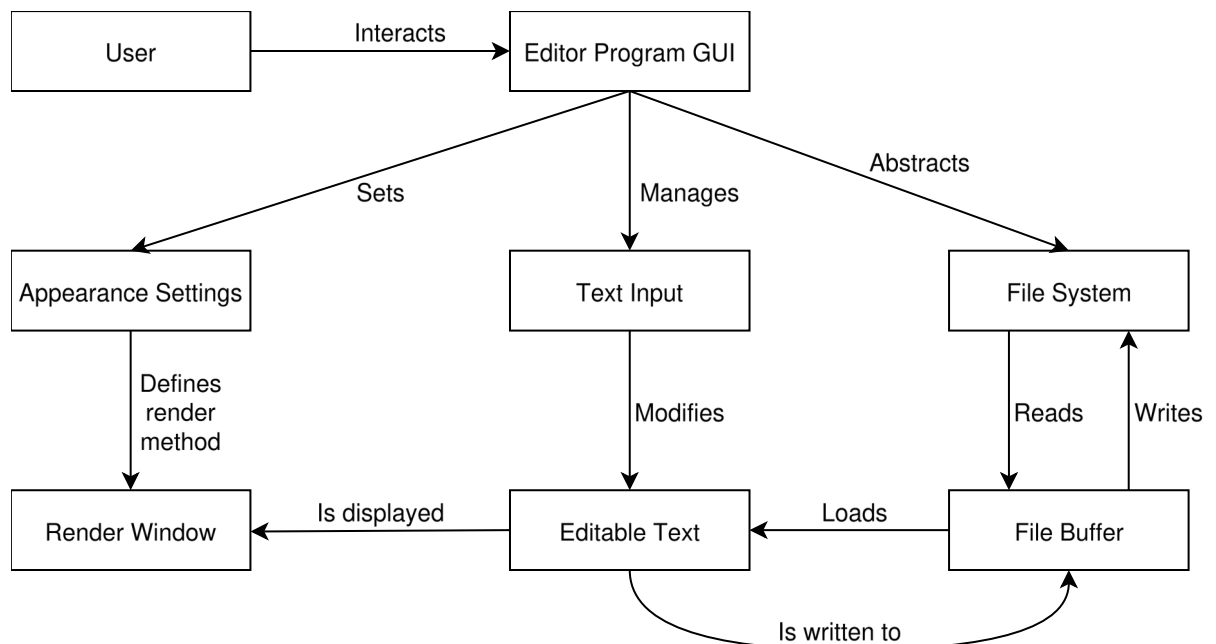 User
Interacts
Editor Program GUI
Sets
Manages
Abstracts
Appearance Settings
Text Input
File System
Defines
render
method
Modifies
Reads
Writes
Render Window
Is displayed
Editable Text
Loads
File Buffer
Is written to